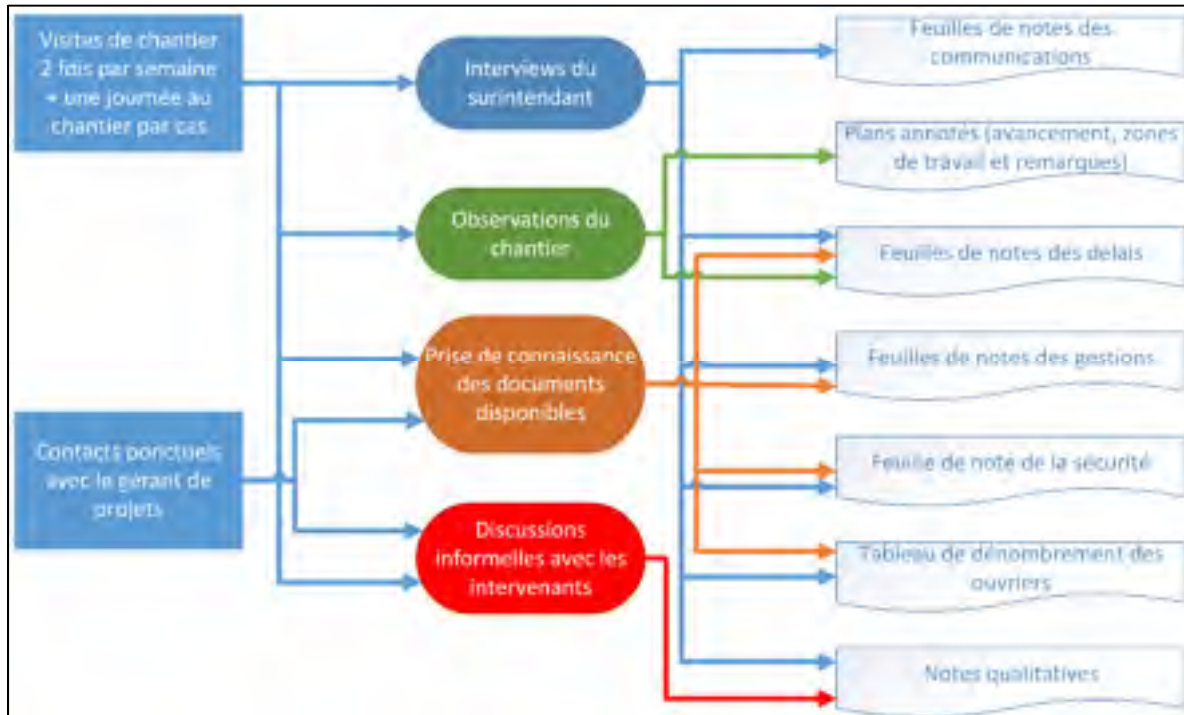 Visites de chantier
2 fois par semaine
+ une journée au
chantier par cas
Contacts ponctuels
avec le gérant de
projets
Interviews du
surintendant
Observations du
chantier
Prise de connaissance
des documents
disponibles
Discussions
informelles avec les
intervenants
Feuilles de notes des
communications
Plans annotés (avancement, zones
de travail et remarques)
Feuilles de notes des delais
Feuilles de notes des gestions
Feuille de note de la sécurité
Tableau de dénombrement des
ouvriers
Notes qualitatives